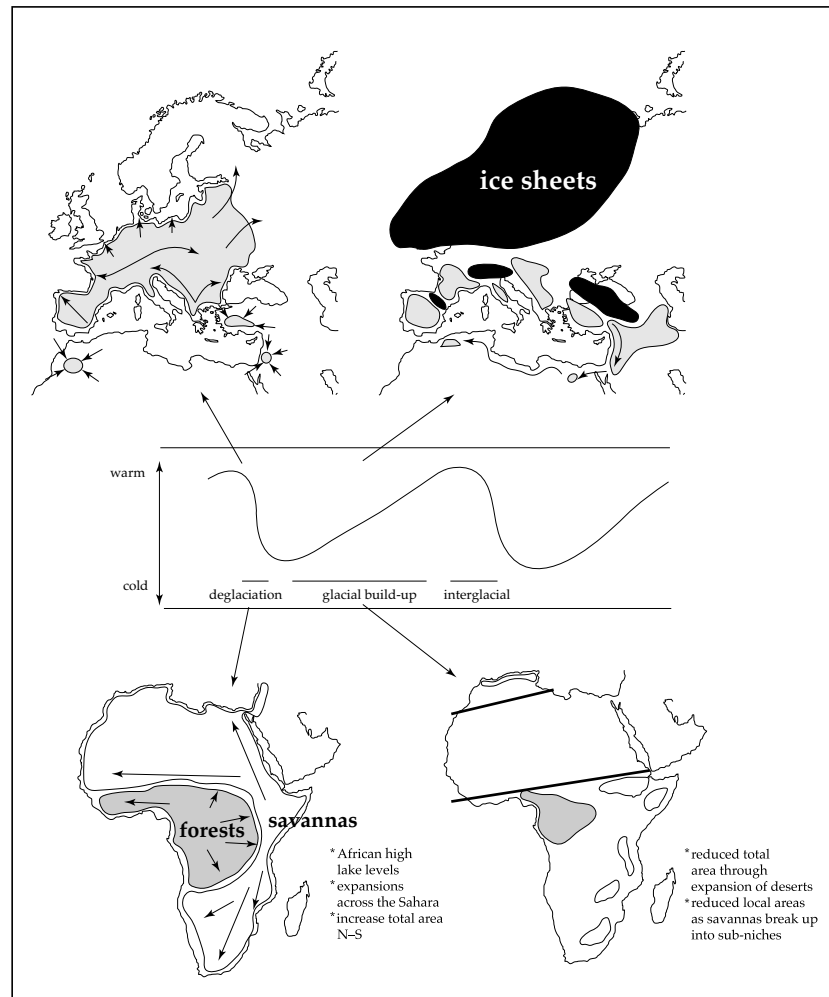 ice sheets
warm
cold
deglaciation
glacial build-up
interglacial
forests
savannas
* African high
lake levels
* expansions
across the Sahara
* increase total area
N–S
* reduced total
area through
expansion of deserts
* reduced local areas
as savannas break up
into sub-niches